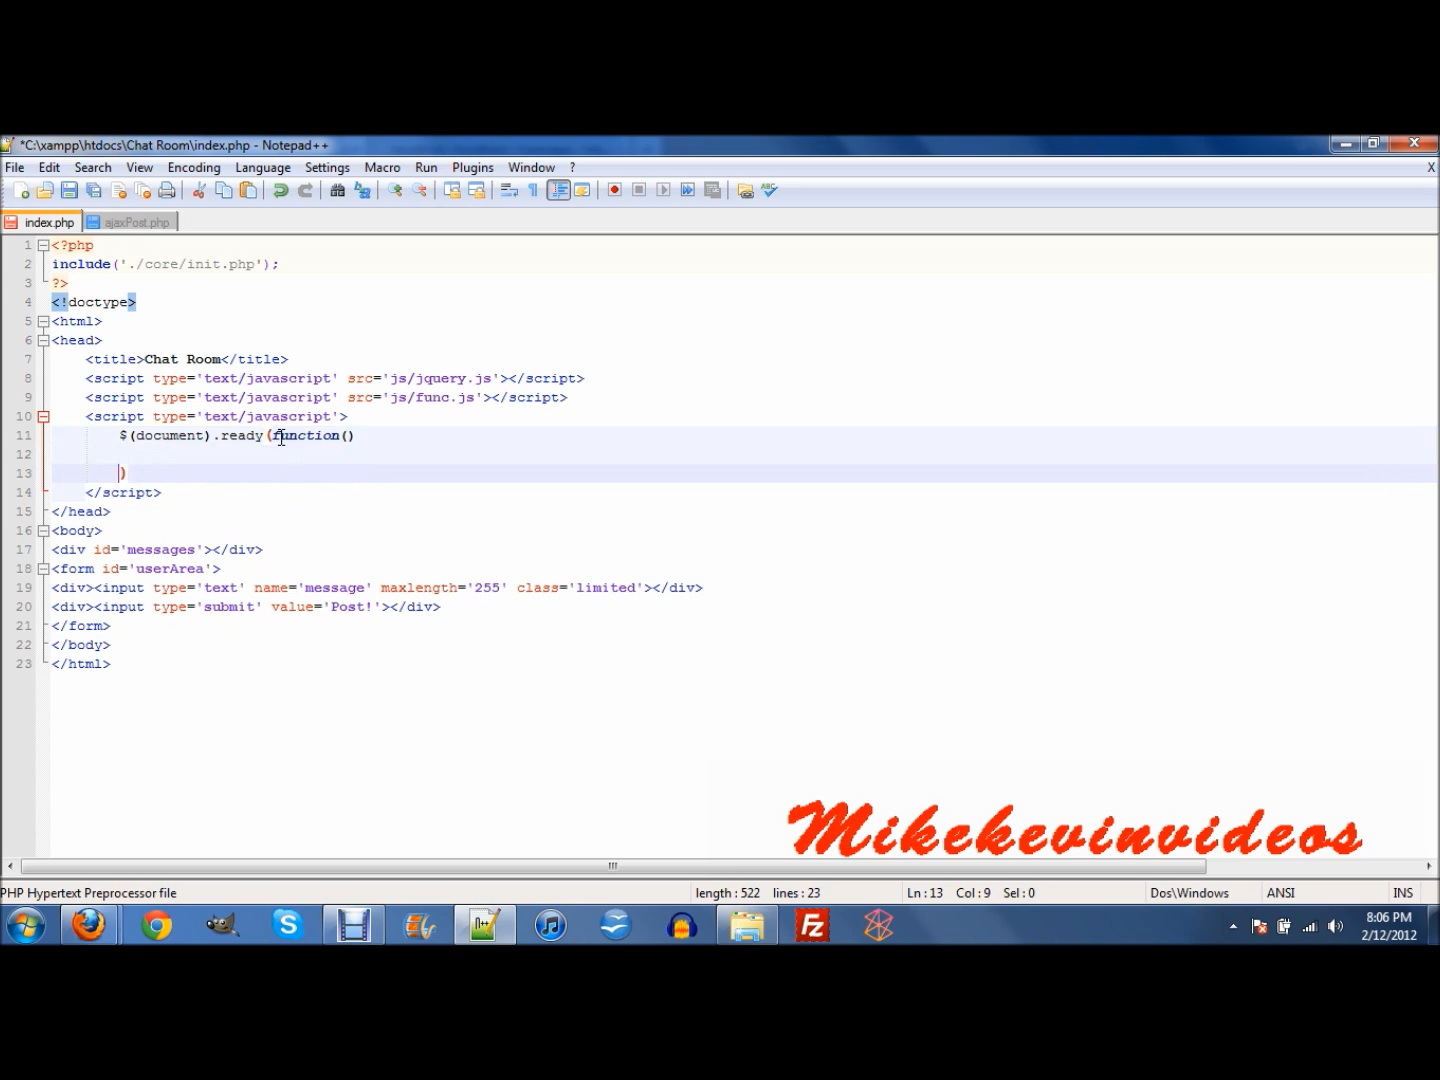 *C:\xampp\htdocs\Chat Room\index.php - Notepad++
File Edit Search View Encoding Language Settings Macro Run Plugins Window ? X
index.php ajaxPost.php
1 <?php
2 include('./core/init.php');
3 ?>
4 <!doctype>
5 <html>
6 <head>
7 <title>Chat Room</title>
8 <script type='text/javascript' src='js/jquery.js'></script>
9 <script type='text/javascript' src='js/func.js'></script>
10 <script type='text/javascript'>
11 $(document).ready(function()
12
13 )
14 </script>
15 </head>
16 <body>
17 <div id='messages'></div>
18 <form id='userArea'>
19 <div><input type='text' name='message' maxlength='255' class='limited'></div>
20 <div><input type='submit' value='Post!'></div>
21 </form>
22 </body>
23 </html>
Mikekevinvideos
PHP Hypertext Preprocessor file length : 522 lines : 23 Ln : 13 Col : 9 Sel : 0 Dos\Windows ANSI INS
8:06 PM
2/12/2012